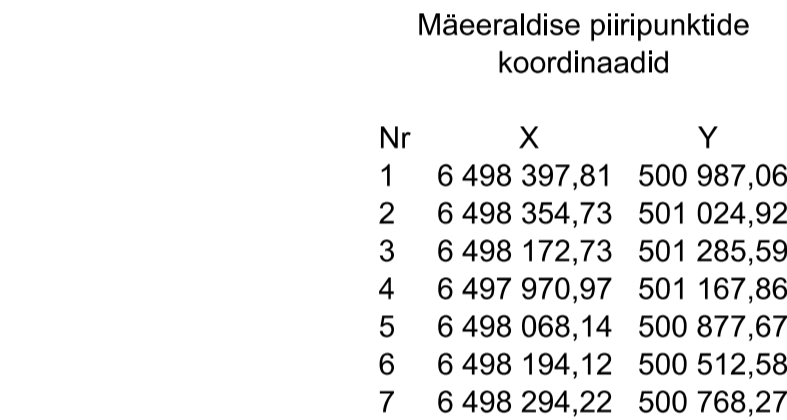 Mäeeraldise piiripunktide
koordinaadid
Nr X Y
1 6 498 397,81 500 987,06
2 6 498 354,73 501 024,92
3 6 498 172,73 501 285,59
4 6 497 970,97 501 167,86
5 6 498 068,14 500 877,67
6 6 498 194,12 500 512,58
7 6 498 294,22 500 768,27